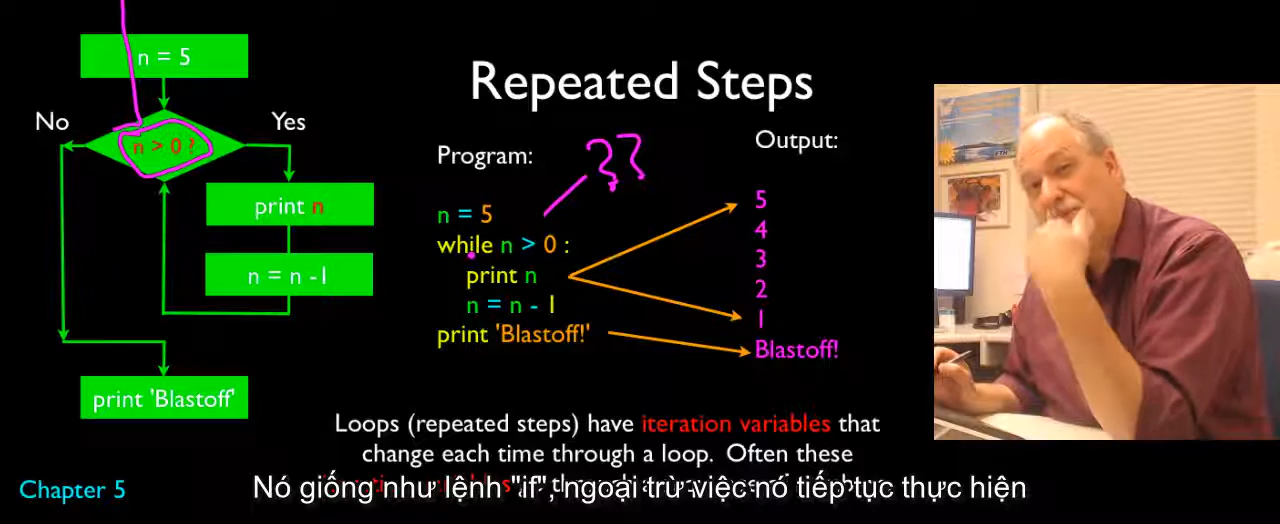 n = 5
No
Yes
n > 0 ?
print n
n = n -1
print 'Blastoff'
Repeated Steps
Program:
n = 5
while n > 0 :
print n
n = n - 1
print 'Blastoff!'
??
Output:
5
4
3
2
1
Blastoff!
Loops (repeated steps) have iteration variables that
change each time through a loop. Often these
Chapter 5
Nó giống như lệnh "if", ngoại trừ việc nó tiếp tục thực hiện